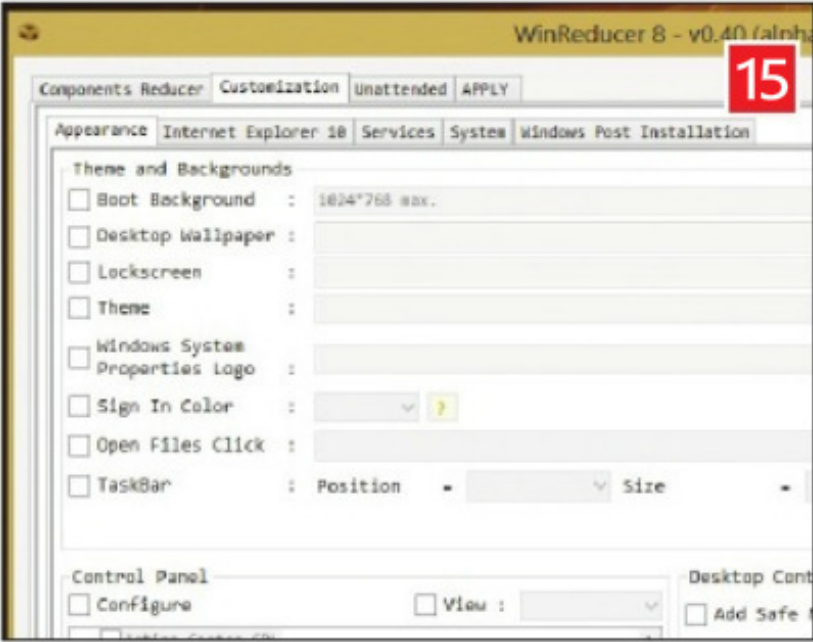 WinReducer 8 - v0.40 (alpha
15
Components Reducer Customization Unattended APPLY
Appearance Internet Explorer 10 Services System Windows Post Installation
Theme and Backgrounds
Boot Background : 1024*768 max.
Desktop Wallpaper :
Lockscreen :
Theme :
Windows System
Properties Logo :
Sign In Color : ?
Open Files Click :
TaskBar : Position = Size =
Control Panel
Desktop Cont
Configure View :
Add Safe